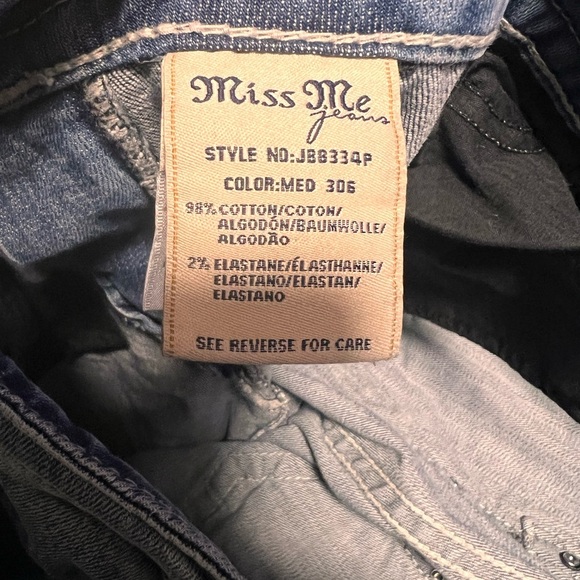 Miss Me
jeans
STYLE NO:JB8334P
COLOR:MED 306
98% COTTON/COTON/
ALGODÓN/BAUMWOLLE/
ALGODÃO
2% ELASTANE/ÉLASTHANNE/
ELASTANO/ELASTAN/
ELASTANO
SEE REVERSE FOR CARE